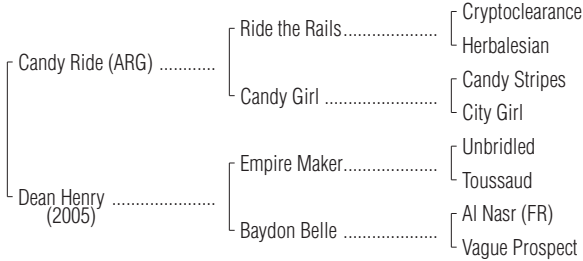 Cryptoclearance
Ride the Rails.....................
Herbalesian
Candy Ride (ARG) ............
Candy Stripes
Candy Girl .........................
City Girl
Unbridled
Empire Maker.....................
Toussaud
Dean Henry .......................
(2005)
Al Nasr (FR)
Baydon Belle .....................
Vague Prospect